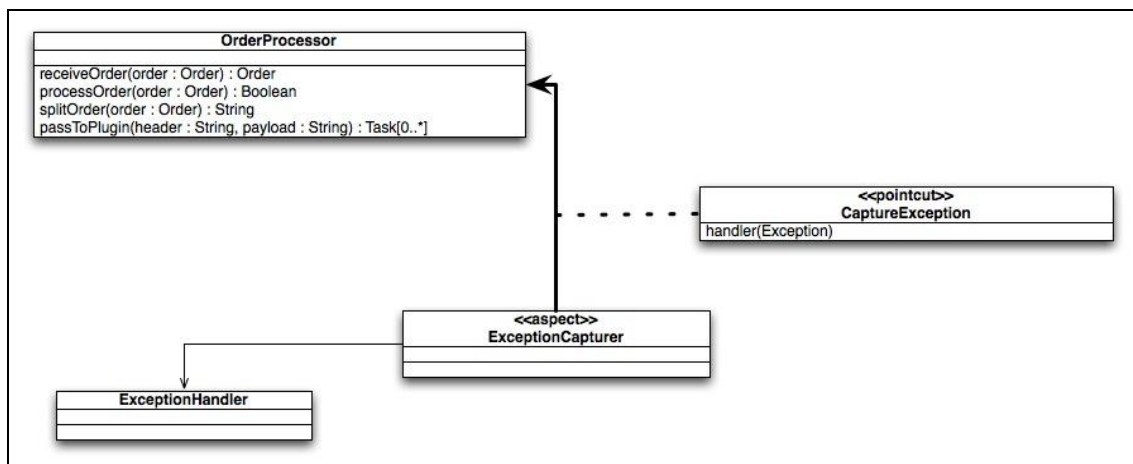 OrderProcessor
receiveOrder(order : Order) : Order
processOrder(order : Order) : Boolean
splitOrder(order : Order) : String
passToPlugin(header : String, payload : String) : Task[0..*]
<<pointcut>>
CaptureException
handler(Exception)
<<aspect>>
ExceptionCapturer
ExceptionHandler